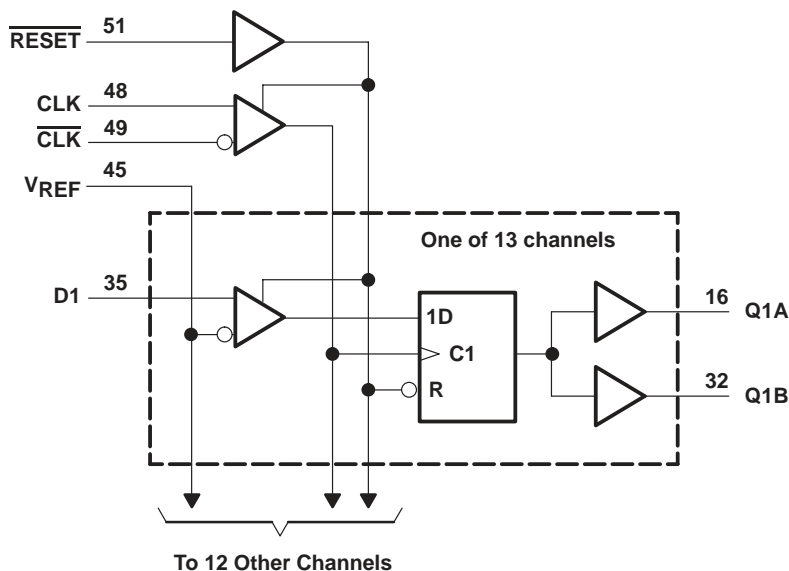 RESET 51
CLK 48
CLK 49
VREF 45
One of 13 channels
D1 35
1D
C1
R
16 Q1A
32 Q1B
To 12 Other Channels